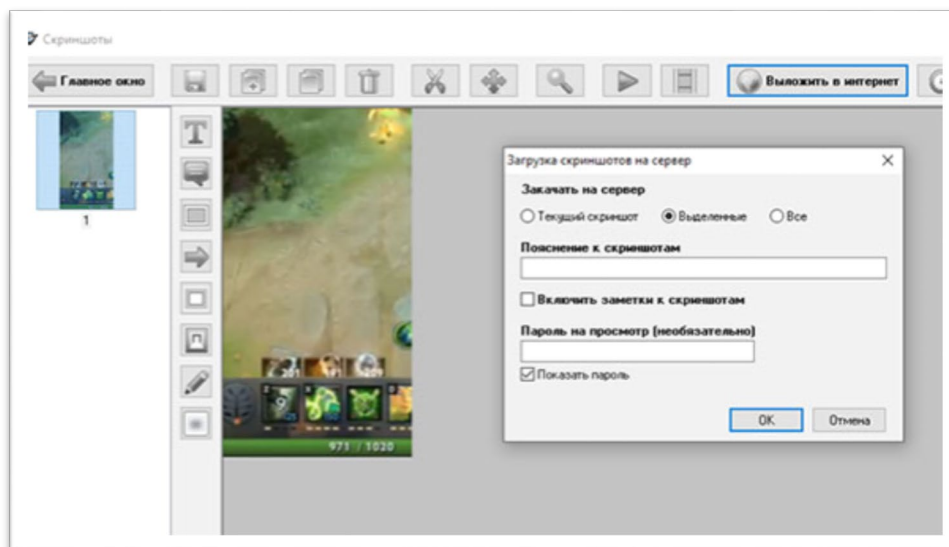 Скриншоты
Главное окно
Выложить в интернет
1
Загрузка скриншотов на сервер
Закачать на сервер
Текущий скриншот Выделенные Все
Пояснение к скриншотам
Включить заметки к скриншотам
Пароль на просмотр (необязательно)
Показать пароль
OK Отмена
971 / 1020